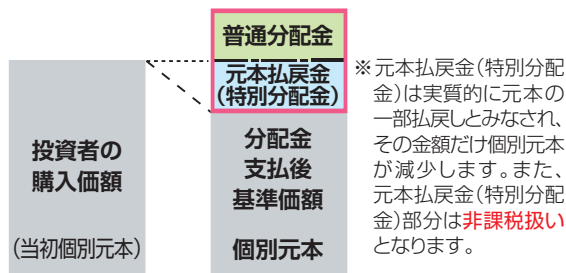 普通分配金
元本払戻金
(特別分配金)
投資者の
購入価額
(当初個別元本)
分配金
支払後
基準価額
個別元本
※元本払戻金(特別分配
金)は実質的に元本の
一部払戻しとみなされ、
その金額だけ個別元本
が減少します。また、
元本払戻金(特別分配
金)部分は非課税扱い
となります。